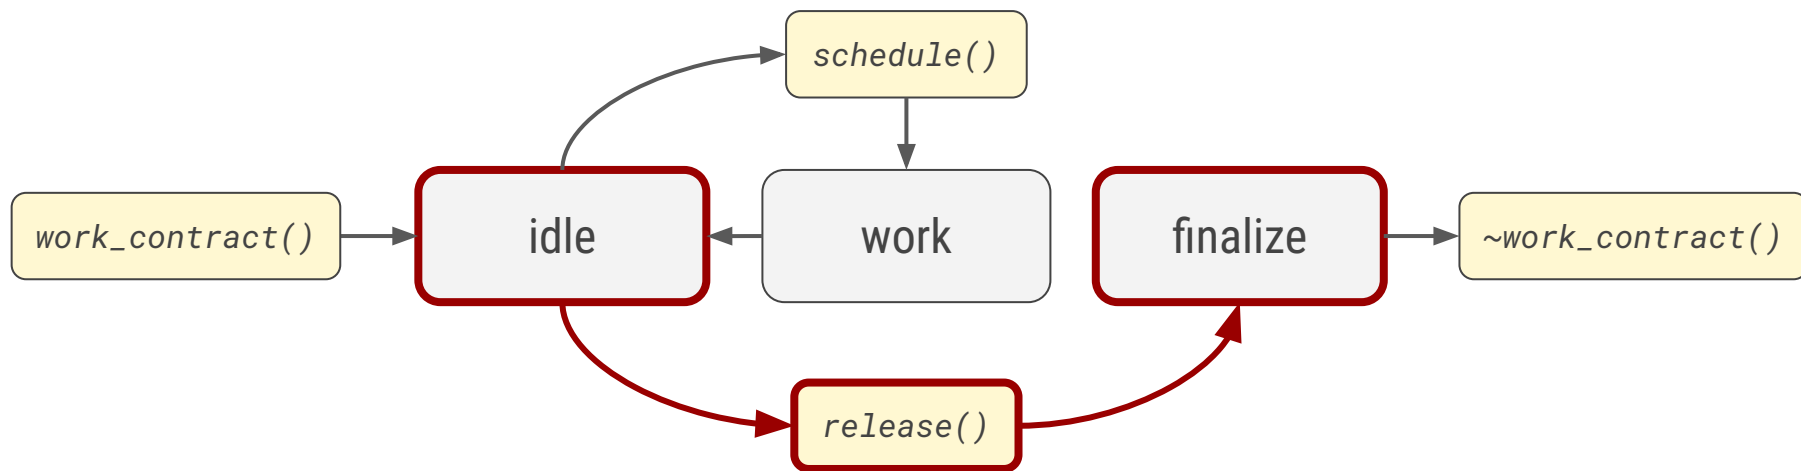 schedule()
work_contract()
idle
work
finalize
~work_contract()
release()